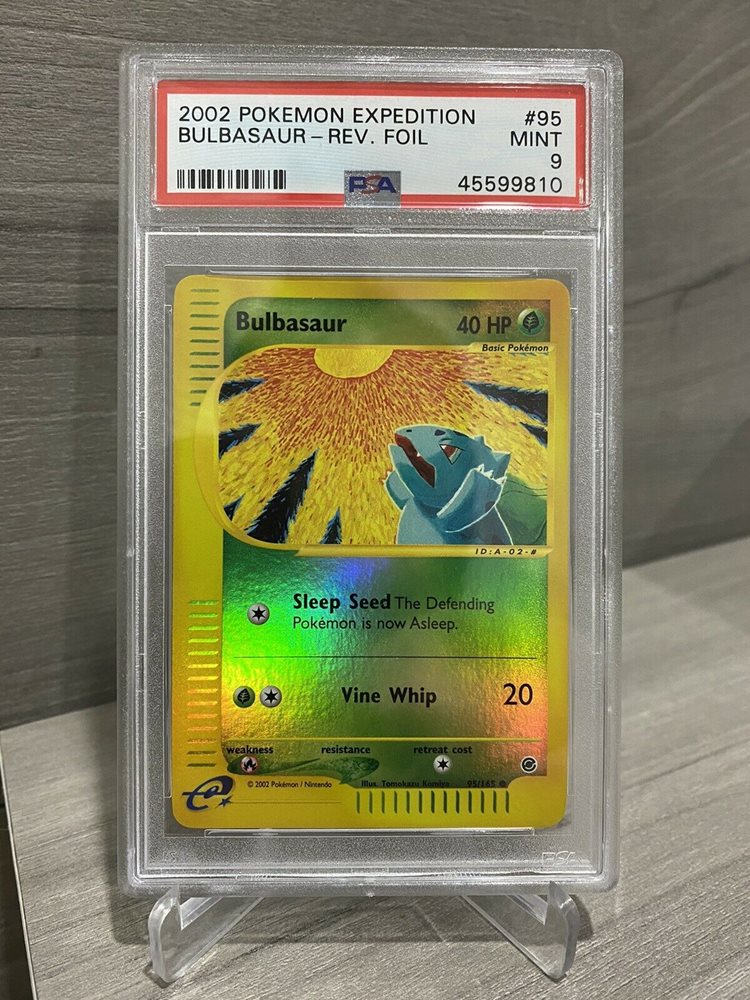 2002 POKEMON EXPEDITION #95
BULBASAUR - REV. FOIL MINT
9
PSA 45599810
Bulbasaur 40 HP
Basic Pokémon
ID:A-02-#
Sleep Seed The Defending
Pokémon is now Asleep.
Vine Whip 20
weakness resistance retreat cost
© 2002 Pokémon / Nintendo Illus. Tomokazu Komiya 95/165
e